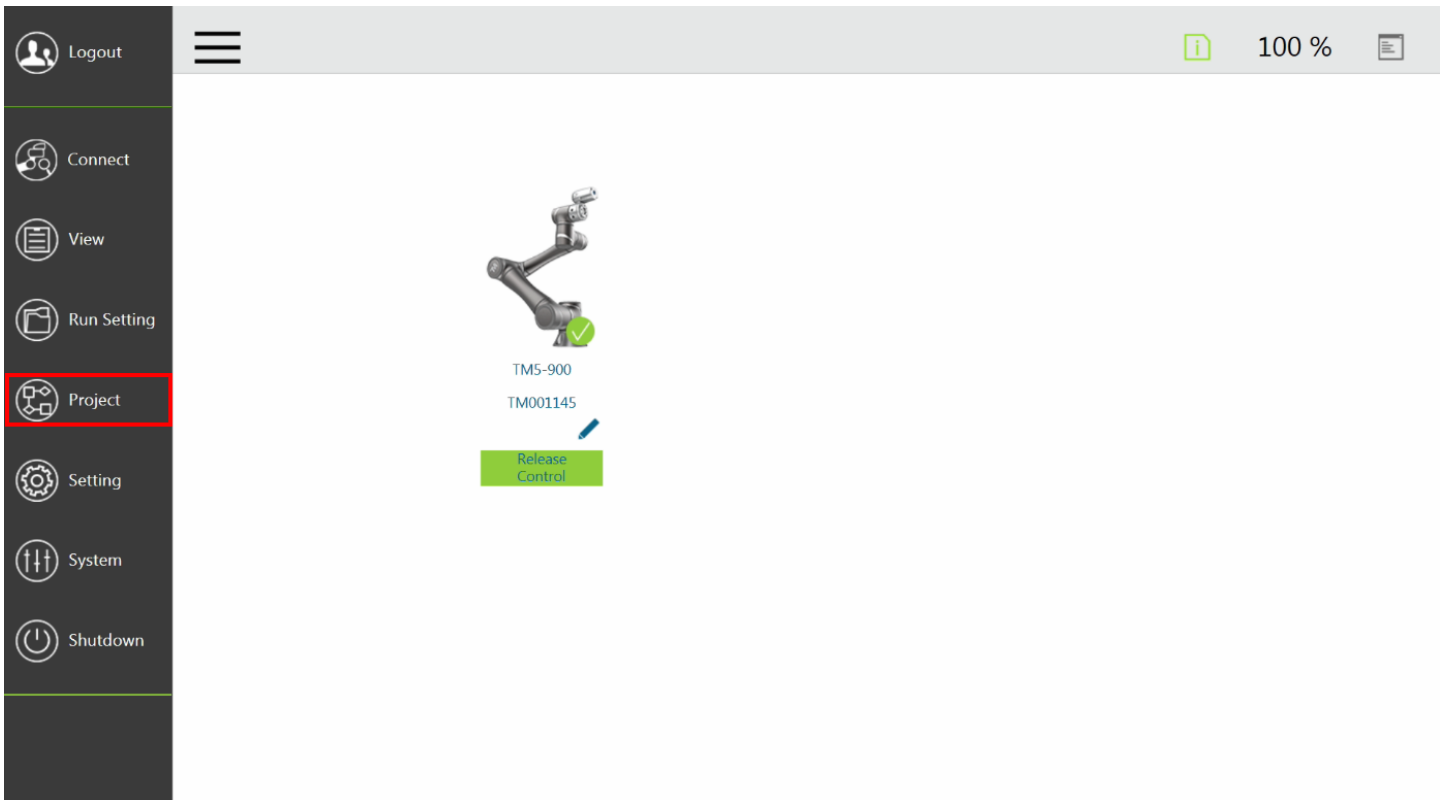 Logout
100 %
Connect
View
Run Setting
Project
Setting
System
Shutdown
TM5-900
TM001145
Release
Control